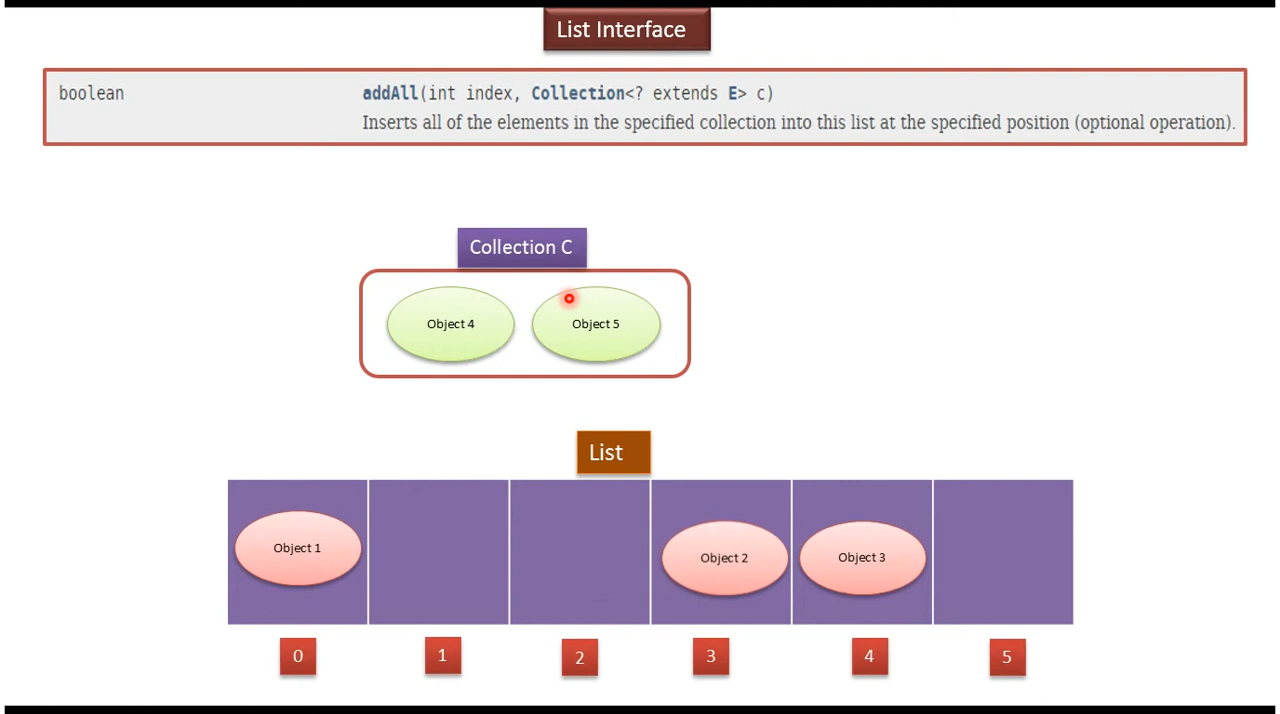 List Interface
boolean addAll(int index, Collection<? extends E> c)
Inserts all of the elements in the specified collection into this list at the specified position (optional operation).
Collection C
Object 4 Object 5
List
Object 1 Object 2 Object 3
0 1 2 3 4 5